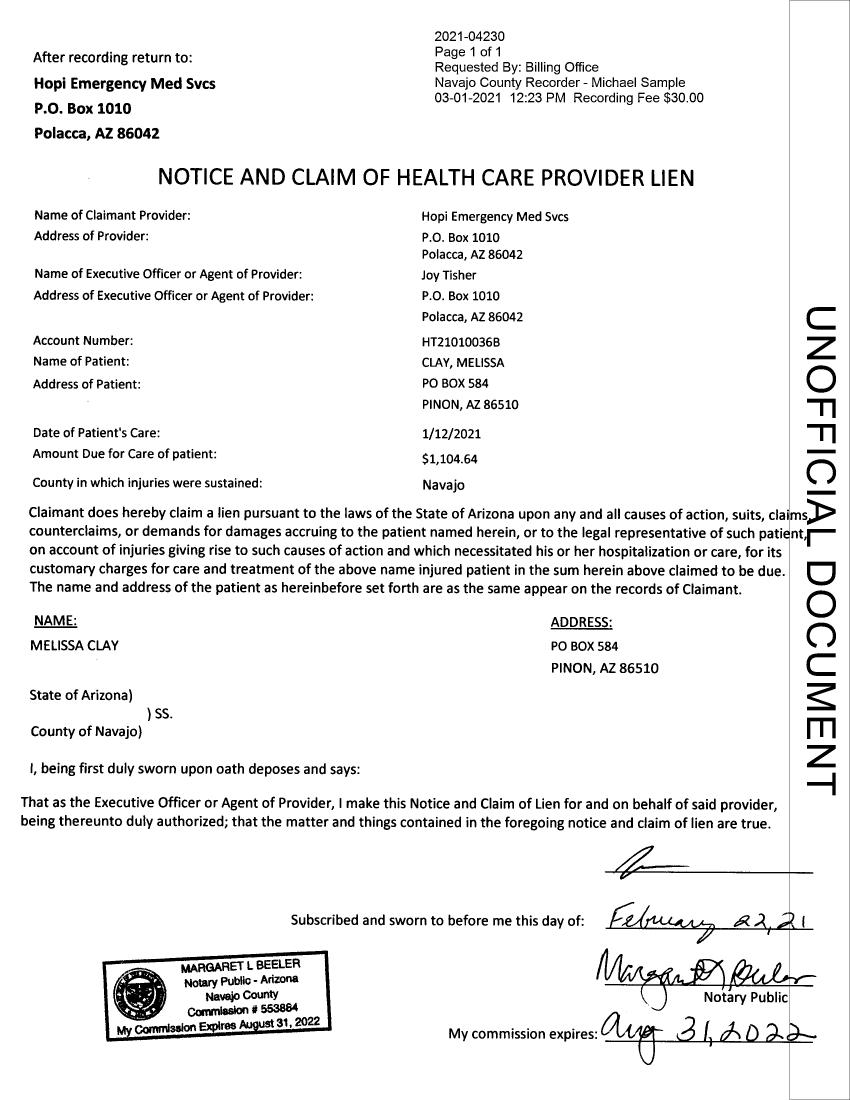 After recording return to:
Hopi Emergency Med Svcs
P.O. Box 1010
Polacca, AZ 86042
2021-04230
Page 1 of 1
Requested By: Billing Office
Navajo County Recorder - Michael Sample
03-01-2021 12:23 PM Recording Fee $30.00
NOTICE AND CLAIM OF HEALTH CARE PROVIDER LIEN
Name of Claimant Provider: Hopi Emergency Med Svcs
Address of Provider: P.O. Box 1010
Polacca, AZ 86042
Name of Executive Officer or Agent of Provider: Joy Tisher
Address of Executive Officer or Agent of Provider: P.O. Box 1010
Polacca, AZ 86042
Account Number: HT21010036B
Name of Patient: CLAY, MELISSA
Address of Patient: PO BOX 584
PINON, AZ 86510
Date of Patient's Care: 1/12/2021
Amount Due for Care of patient: $1,104.64
County in which injuries were sustained: Navajo
Claimant does hereby claim a lien pursuant to the laws of the State of Arizona upon any and all causes of action, suits, claims,
counterclaims, or demands for damages accruing to the patient named herein, or to the legal representative of such patient,
on account of injuries giving rise to such causes of action and which necessitated his or her hospitalization or care, for its
customary charges for care and treatment of the above name injured patient in the sum herein above claimed to be due.
The name and address of the patient as hereinbefore set forth are as the same appear on the records of Claimant.
NAME: ADDRESS:
MELISSA CLAY PO BOX 584
PINON, AZ 86510
State of Arizona)
) SS.
County of Navajo)
I, being first duly sworn upon oath deposes and says:
That as the Executive Officer or Agent of Provider, I make this Notice and Claim of Lien for and on behalf of said provider,
being thereunto duly authorized; that the matter and things contained in the foregoing notice and claim of lien are true.
Subscribed and sworn to before me this day of: February 22, 21
MARGARET L BEELER
Notary Public - Arizona
Navajo County
Commission # 553884
My Commission Expires August 31, 2022
Margaret L Beeler
Notary Public
My commission expires: Aug 31, 2022
UNOFFICIAL DOCUMENT